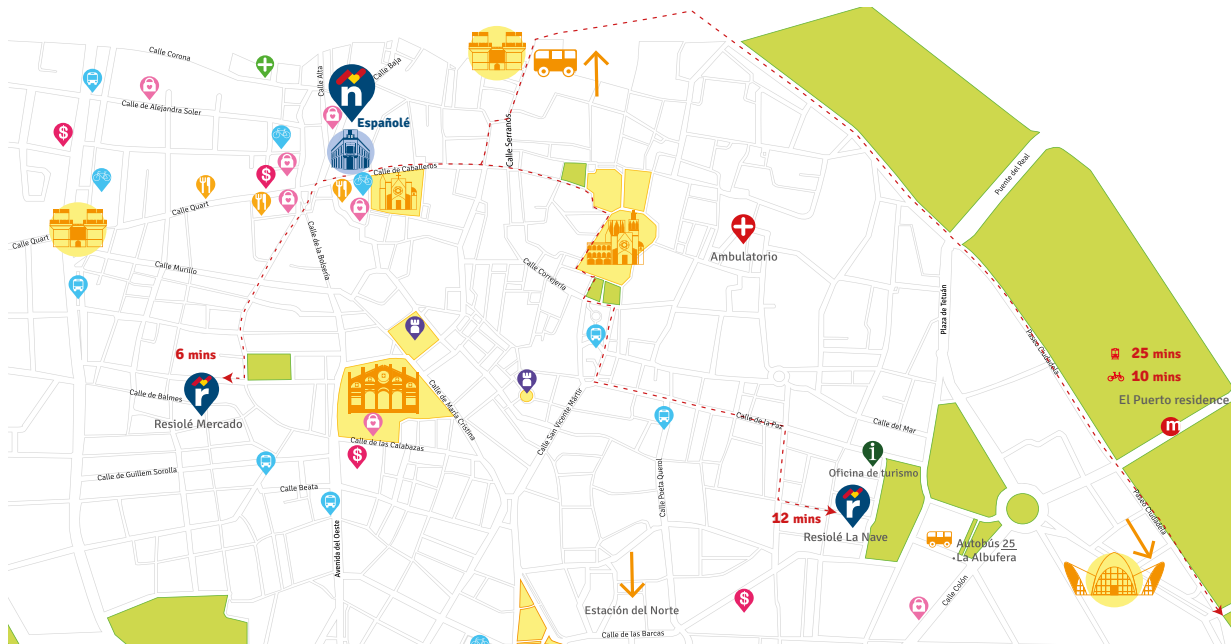 Calle Corona
Calle Alta
Calle Baja
ñ
Españolé
Calle de Alejandra Soler
$
Calle Serranos
Calle de Caballeros
$
Calle Quart
Calle Quart
Puente del Real
Ambulatorio
Calle de la Bolsería
Calle Murillo
Calle Correjería
Plaza de Tetuán
Paseo Ciudadela
6 mins
25 mins
10 mins
El Puerto residence
r
Calle de Balmes
Resiolé Mercado
Calle de María Cristina
Calle San Vicente Mártir
Calle de la Paz
Calle del Mar
m
Calle de las Calabazas
$
i
Oficina de turismo
Calle de Guillem Sorolla
Calle Beata
Calle Poeta Querol
r
12 mins
Resiolé La Nave
Paseo Ciudadela
Avenida del Oeste
Autobús 25
·La Albufera
Calle Colón
Estación del Norte
$
Calle de las Barcas